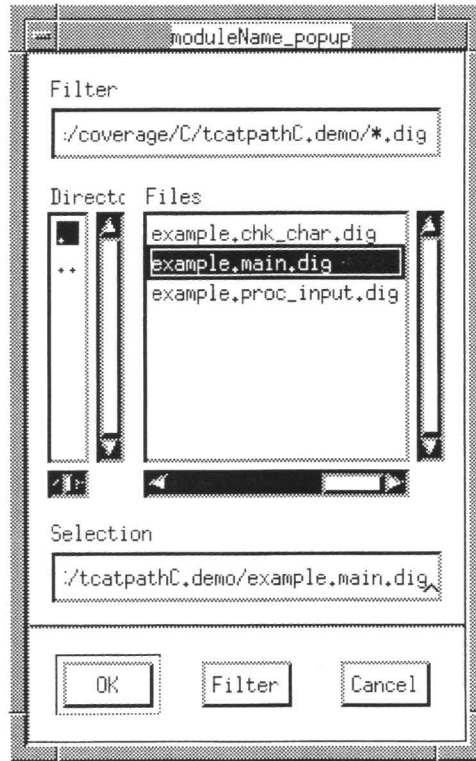 moduleName_popup
Filter
:/coverage/C/tcatpathC.demo/*.dig
Directo Files
.
example.chk_char.dig
example.main.dig
..
example.proc_input.dig
Selection
:/tcatpathC.demo/example.main.dig
OK Filter Cancel